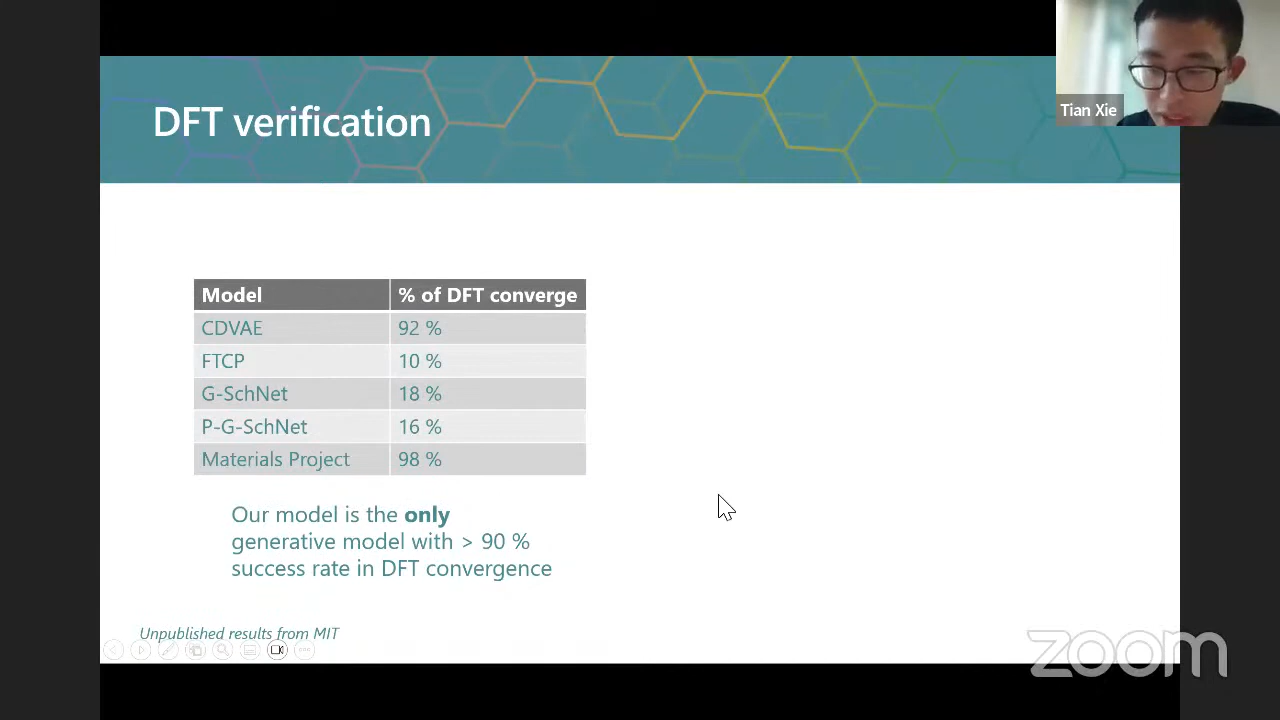 DFT verification
Tian Xie
Model % of DFT converge
CDVAE 92 %
FTCP 10 %
G-SchNet 18 %
P-G-SchNet 16 %
Materials Project 98 %
Our model is the only
generative model with > 90 %
success rate in DFT convergence
Unpublished results from MIT
zoom